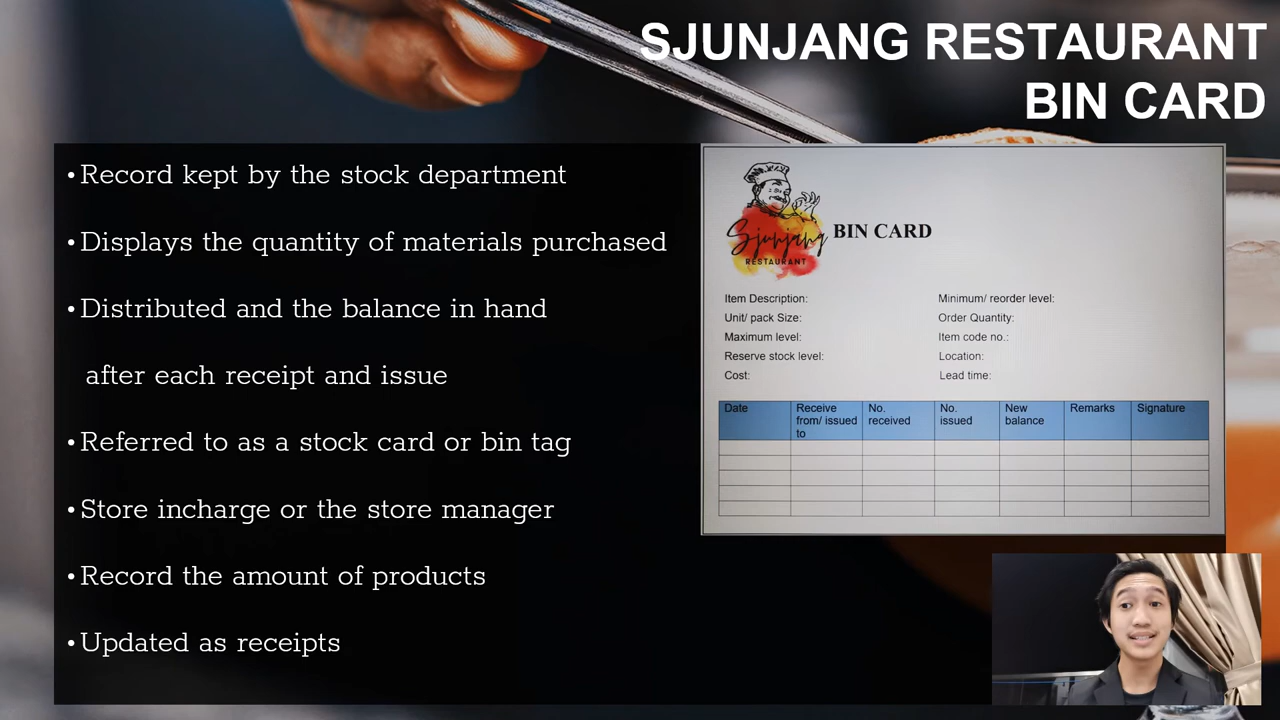 SJUNJANG RESTAURANT
BIN CARD
•Record kept by the stock department
•Displays the quantity of materials purchased
•Distributed and the balance in hand
after each receipt and issue
•Referred to as a stock card or bin tag
•Store incharge or the store manager
•Record the amount of products
•Updated as receipts
Sjunjang
RESTAURANT
BIN CARD
Item Description: Minimum/ reorder level:
Unit/ pack Size: Order Quantity:
Maximum level: Item code no.:
Reserve stock level: Location:
Cost: Lead time:
Date Receive from/ issued to No. received No. issued New balance Remarks Signature